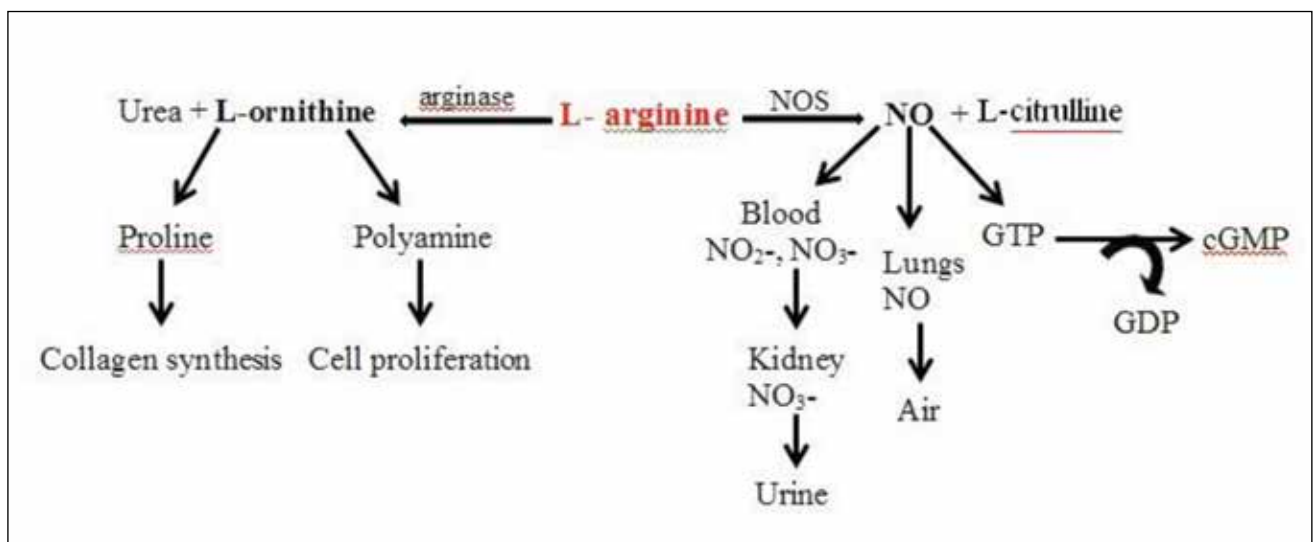 Urea + L-ornithine arginase L- arginine NOS NO + L-citrulline
Proline Polyamine Blood NO₂-, NO₃- Lungs NO GTP cGMP
GDP
Collagen synthesis Cell proliferation Kidney NO₃- Air
Urine